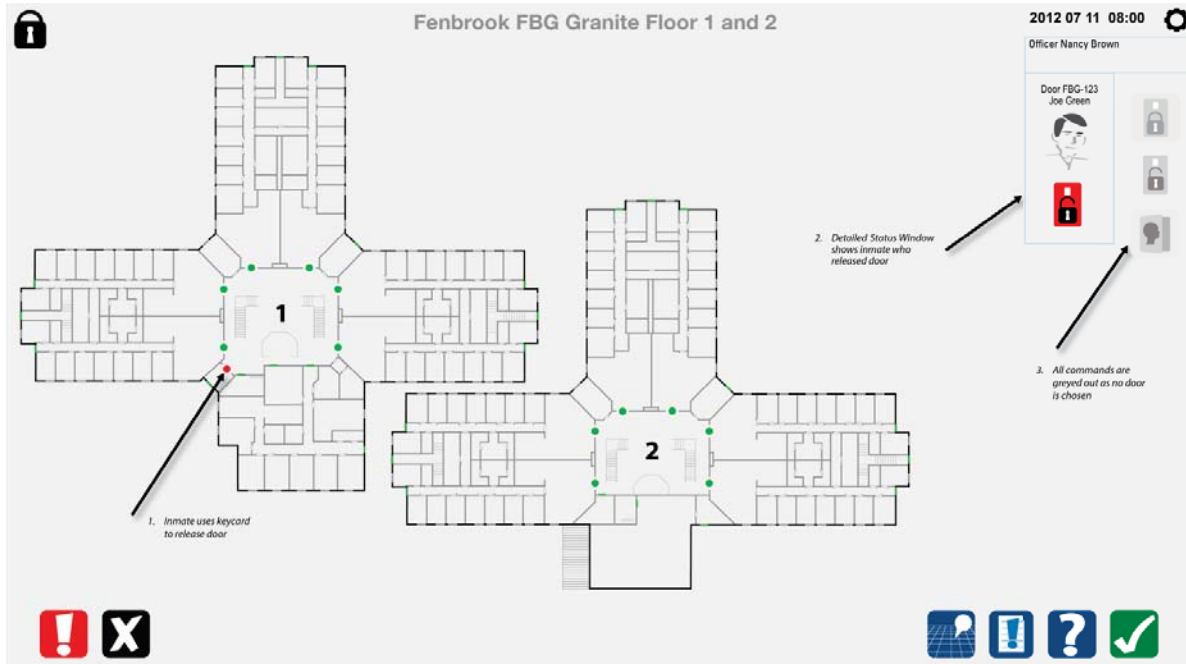 Fenbrook FBG Granite Floor 1 and 2
2012 07 11 08:00
Officer Nancy Brown
Door FBG-123
Joe Green
2. Detailed Status Window
shows inmate who
released door
1
3. All commands are
greyed out as no door
is chosen
2
1. Inmate uses keycard
to release door